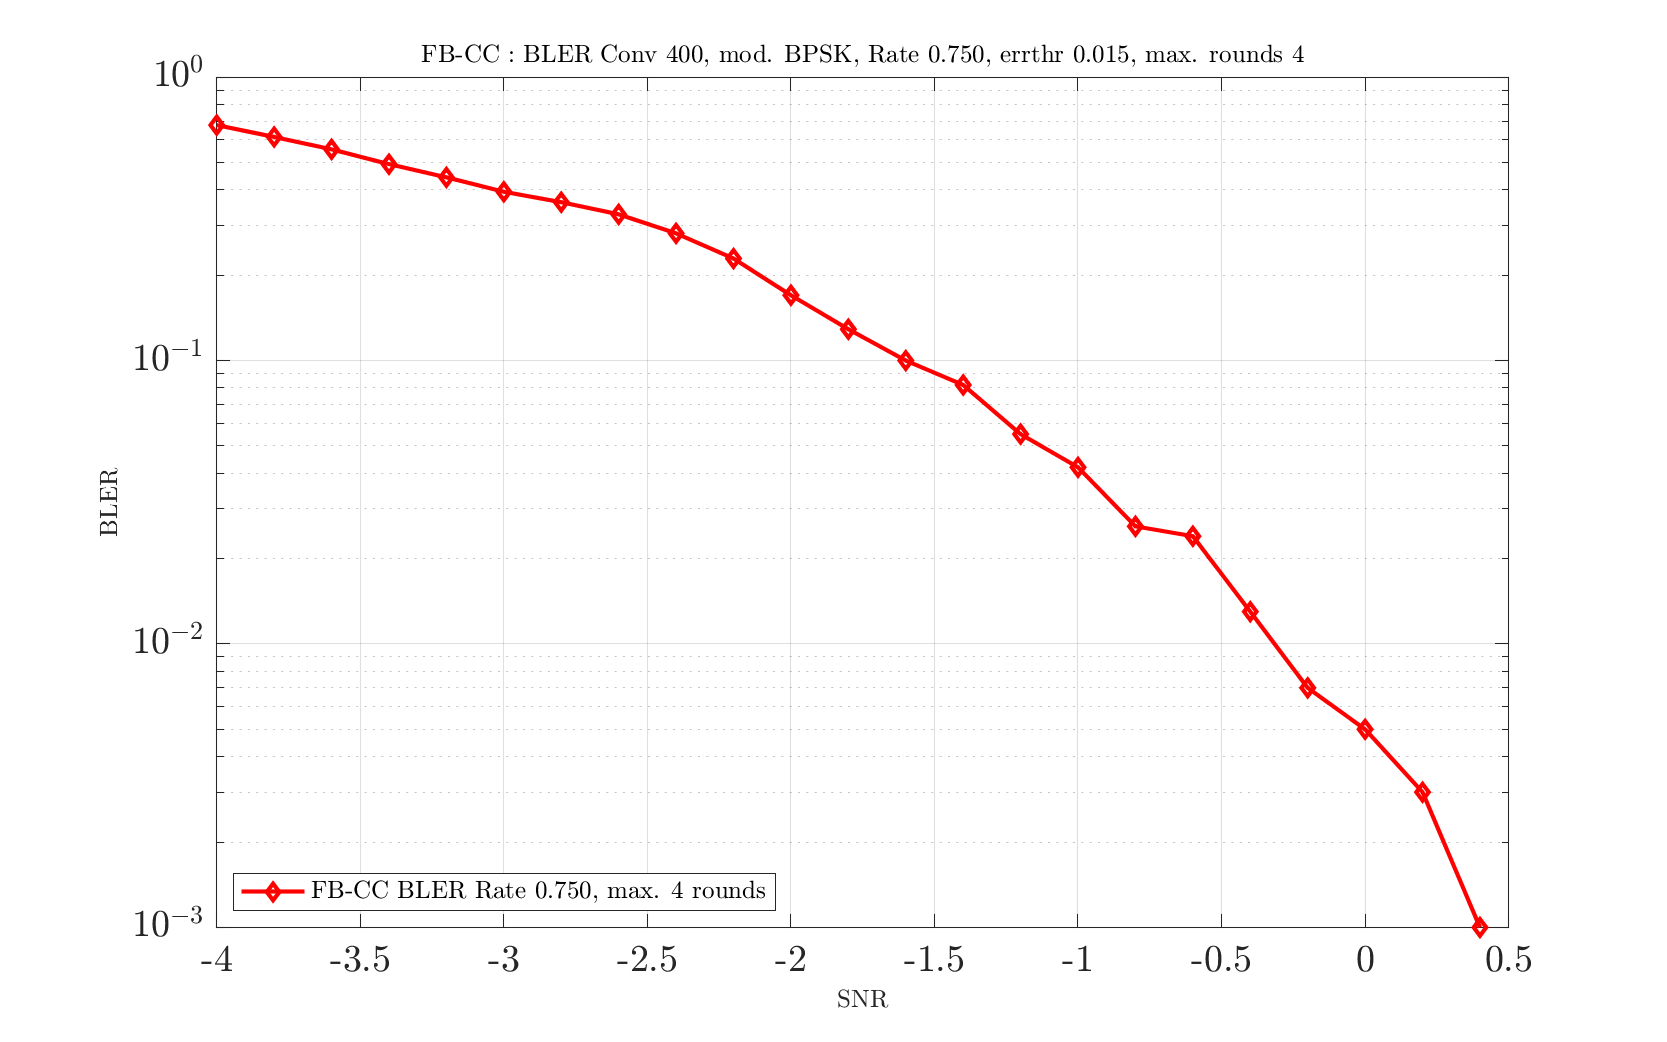 FB-CC : BLER Conv 400, mod. BPSK, Rate 0.750, errthr 0.015, max. rounds 4
10^0
10^-1
10^-2
10^-3
BLER
FB-CC BLER Rate 0.750, max. 4 rounds
-4 -3.5 -3 -2.5 -2 -1.5 -1 -0.5 0 0.5
SNR